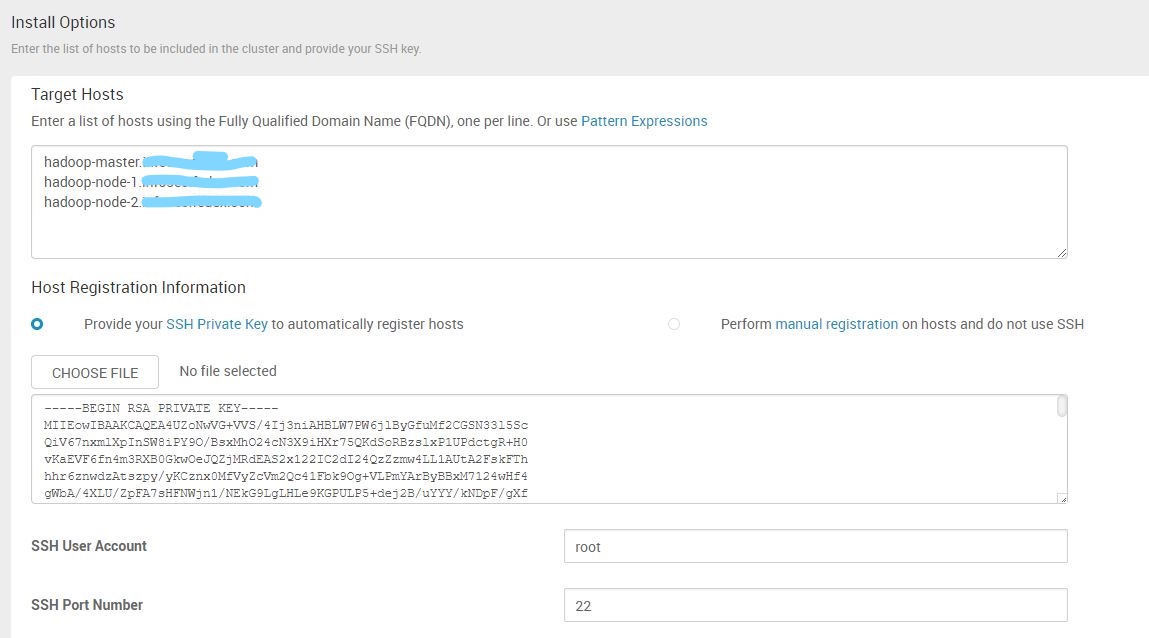 Install Options
Enter the list of hosts to be included in the cluster and provide your SSH key.
Target Hosts
Enter a list of hosts using the Fully Qualified Domain Name (FQDN), one per line. Or use Pattern Expressions
hadoop-master.
hadoop-node-1.
hadoop-node-2.
Host Registration Information
Provide your SSH Private Key to automatically register hosts
Perform manual registration on hosts and do not use SSH
CHOOSE FILE No file selected
-----BEGIN RSA PRIVATE KEY-----
MIIEowIBAAKCAQEA4UZoNwVG+VVS/4Ij3niAHBLW7PW6jlByGfuMf2CGSN33l5Sc
QiV67nxmlXpInSW8iPY9O/BsxMhO24cN3X9iHXr75QKdSoRBzslxPlUPdctgR+H0
vKaEVF6fn4m3RXB0GkwOeJQZjMRdEAS2x122IC2dI24QzZzmw4LL1AUtA2FskFTh
hhr6znwdzAtszpy/yKCznx0MfVyZcVm2Qc41Fbk9Og+VLPmYArByBBxM7124wHf4
gWbA/4XLU/ZpFA7sHFNWjn1/NEkG9LgLHLe9KGPULP5+dej2B/uYYY/kNDpF/gXf
SSH User Account
root
SSH Port Number
22